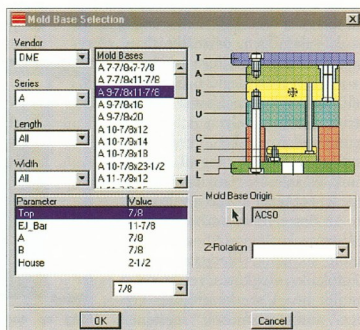 Mold Base Selection
Vendor
DME
Series
A
Length
All
Width
All
Mold Bases
A 7-7/8x7-7/8
A 7-7/8x11-7/8
A 9-7/8x11-7/8
A 9-7/8x16
A 9-7/8x20
A 10-7/8x12
A 10-7/8x14
A 10-7/8x18
A 10-7/8x23-1/2
A 11-7/8x12
T
A
B
U
C
E
F
L
Parameter Value
Top 7/8
EJ_Bar 11-7/8
A 7/8
B 7/8
House 2-1/2
7/8
Mold Base Origin
ACS0
Z-Rotation
OK
Cancel